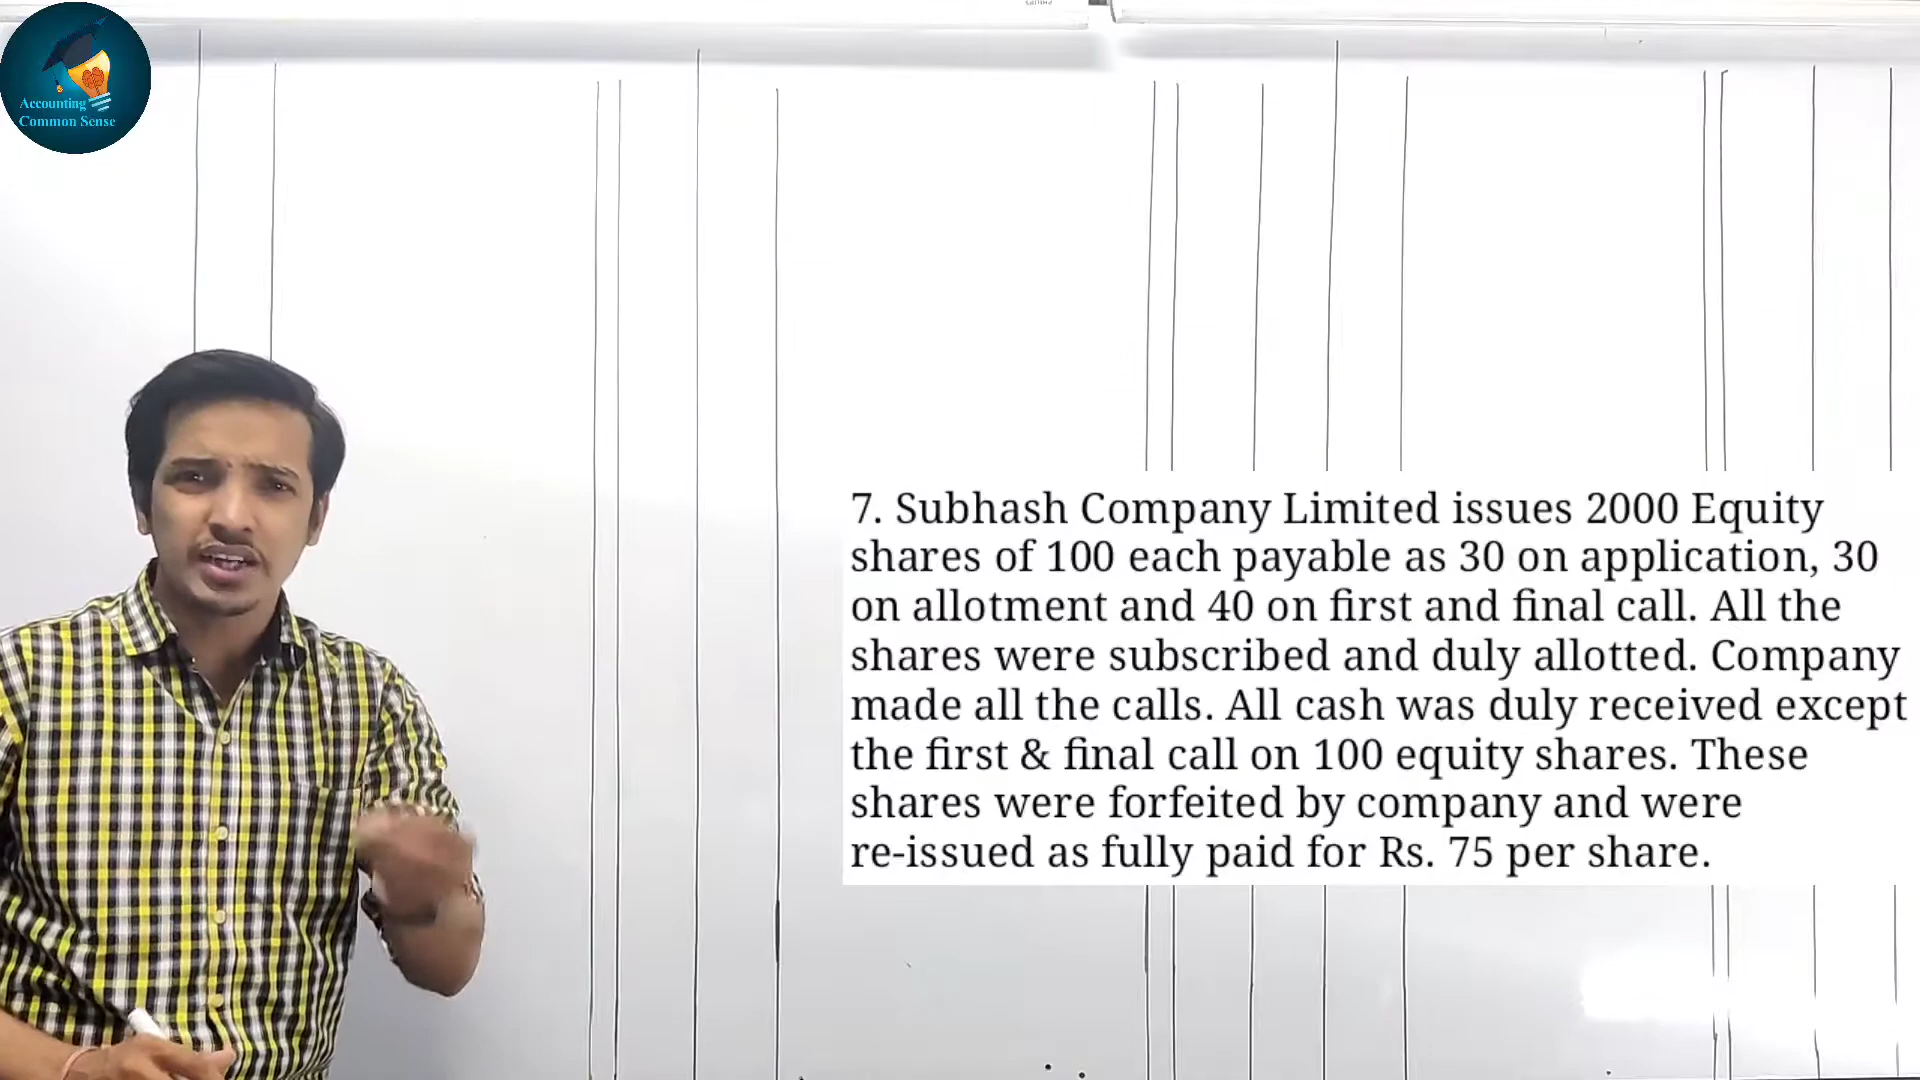 Accounting
Common Sense
PHILIPS
7. Subhash Company Limited issues 2000 Equity
shares of 100 each payable as 30 on application, 30
on allotment and 40 on first and final call. All the
shares were subscribed and duly allotted. Company
made all the calls. All cash was duly received except
the first & final call on 100 equity shares. These
shares were forfeited by company and were
re-issued as fully paid for Rs. 75 per share.